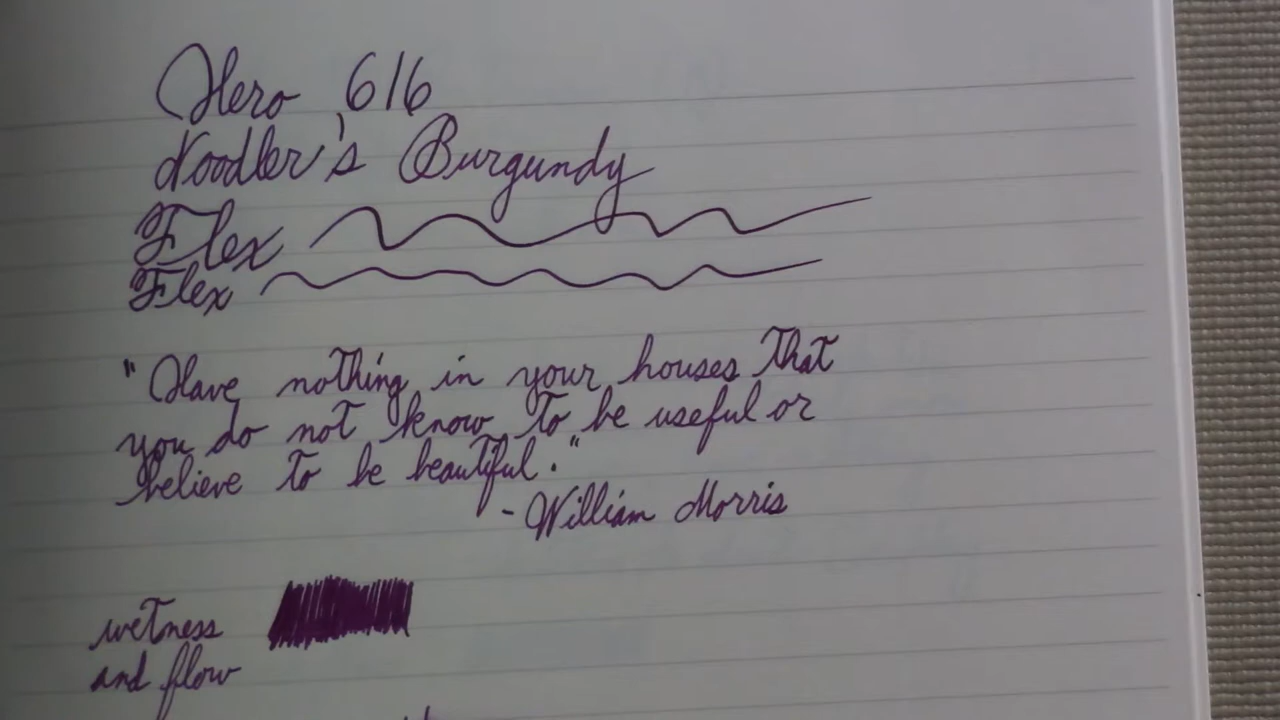 Hero 616
Noodler's Burgundy
Flex
Flex
"Have nothing in your houses that
you do not know to be useful or
believe to be beautiful."
- William Morris
wetness
and flow